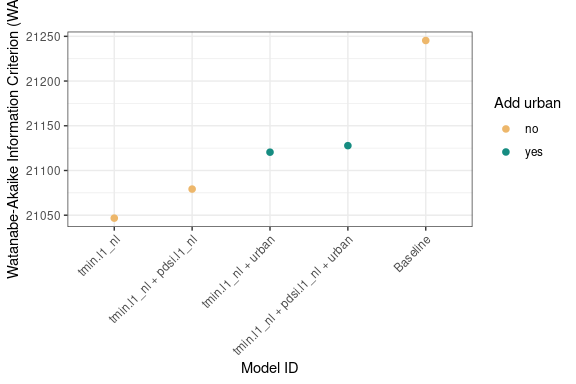 Watanabe-Akaike Information Criterion (WA
21250
21200
21150
21100
21050
tmin.l1_nl
tmin.l1_nl + pdsi.l1_nl
tmin.l1_nl + urban
tmin.l1_nl + pdsi.l1_nl + urban
Baseline
Model ID
Add urban
no
yes